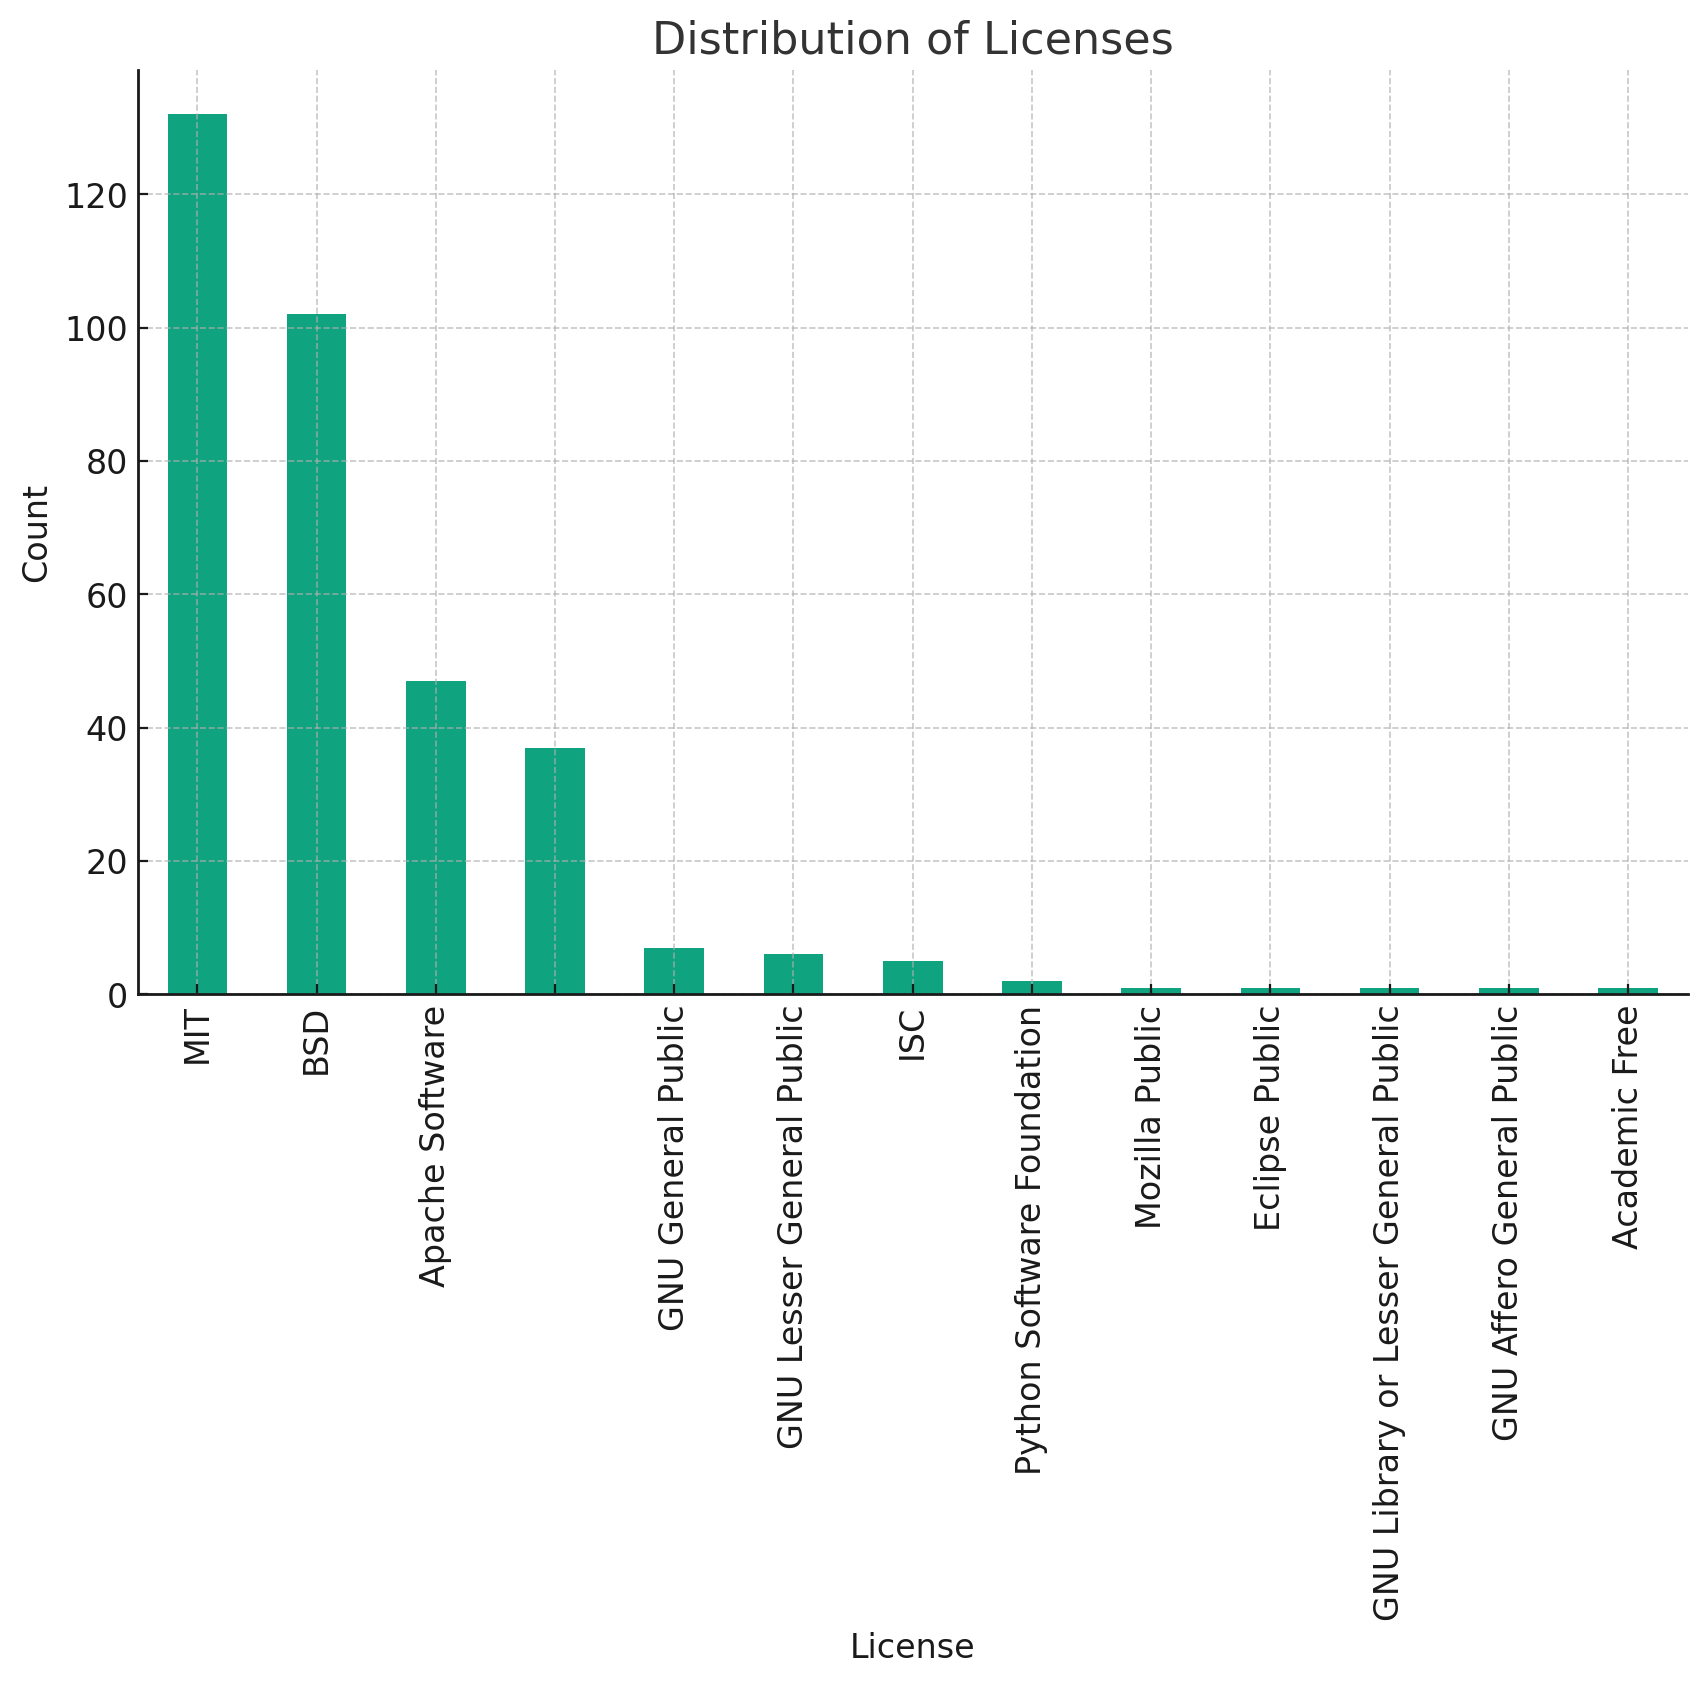 Distribution of Licenses
Count
120
100
80
60
40
20
0
MIT
BSD
Apache Software
GNU General Public
GNU Lesser General Public
ISC
Python Software Foundation
Mozilla Public
Eclipse Public
GNU Library or Lesser General Public
GNU Affero General Public
Academic Free
License